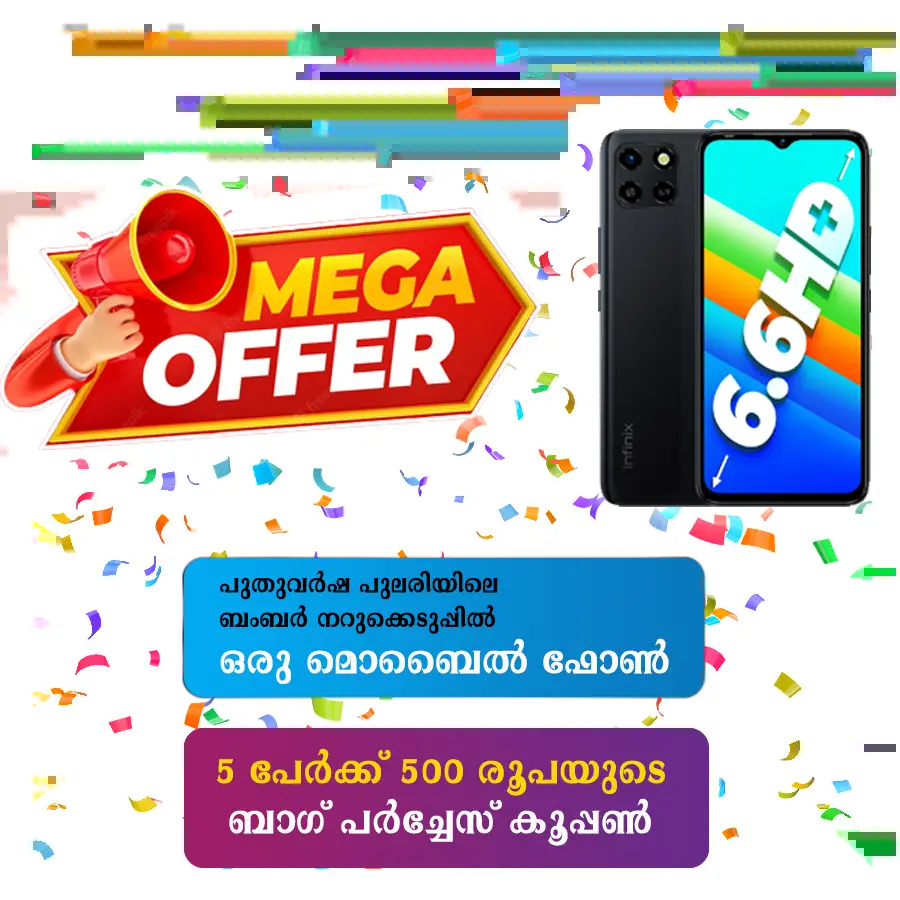 MEGA
OFFER
6.6HD+
infinix
പുതുവർഷ പുലരിയിലെ
ബംബർ നറുക്കെടുപ്പിൽ
ഒരു മൊബൈൽ ഫോൺ
5 പേർക്ക് 500 രൂപയുടെ
ബാഗ് പർച്ചേസ് കൂപ്പൺ